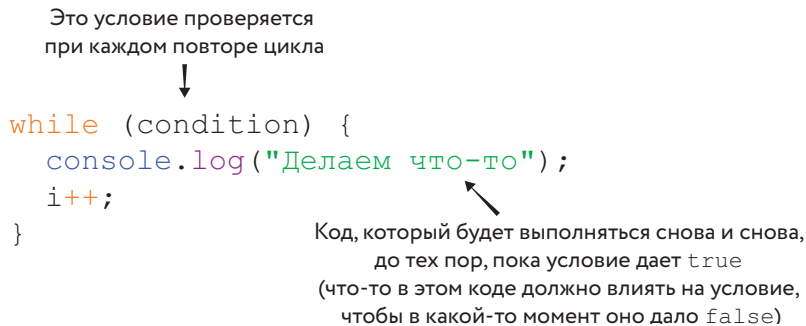 Это условие проверяется
при каждом повторе цикла
while (condition) {
  console.log("Делаем что-то");
  i++;
}
Код, который будет выполняться снова и снова,
до тех пор, пока условие дает true
(что-то в этом коде должно влиять на условие,
чтобы в какой-то момент оно дало false)